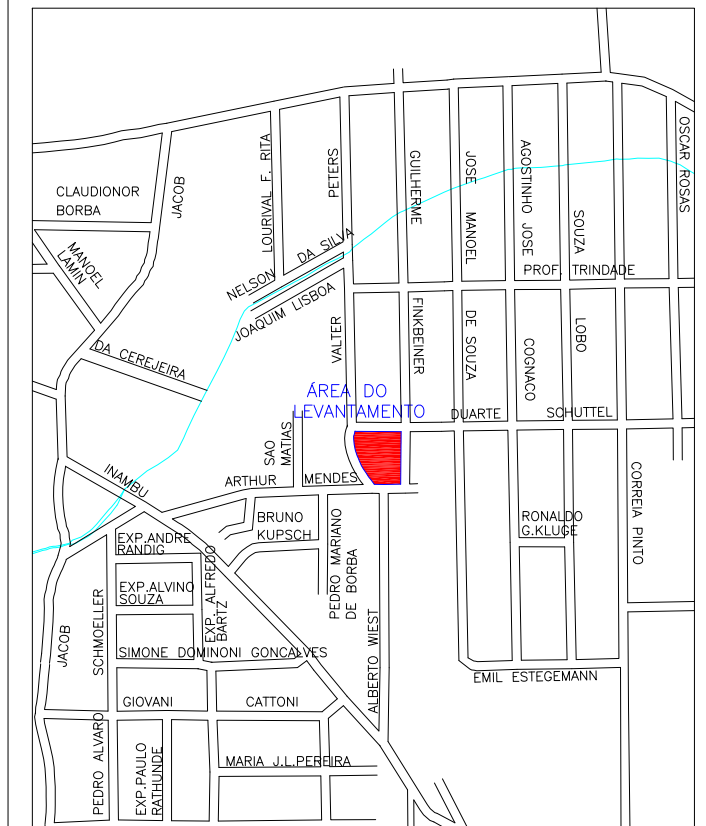 OSCAR ROSAS
LOURIVAL F. RITA
PETERS
GUILHERME
JOSE MANOEL
AGOSTINHO JOSE
SOUZA
JACOB
CLAUDIONOR
BORBA
MANOEL
LAMIN
NELSON DA SILVA
PROF. TRINDADE
JOAQUIM LISBOA
VALTER
FINKBEINER
DE SOUZA
COGNACO
LOBO
DA CEREJEIRA
ÁREA DO
LEVANTAMENTO
DUARTE SCHUTTEL
SAO
MATIAS
INAMBU
ARTHUR MENDES
CORREIA PINTO
BRUNO
KUPSCH
RONALDO
G.KLUGE
EXP.ANDRE
RANDIG
EXP. ALFREDO
BARTZ
PEDRO MARIANO
DE BORBA
EXP.ALVINO
SOUZA
SCHMOELLER
JACOB
ALBERTO WIEST
SIMONE DOMINONI GONCALVES
EMIL ESTEGEMANN
GIOVANI CATTONI
PEDRO ALVARO
EXP.PAULO
RATHUNDE
MARIA J.L.PEREIRA